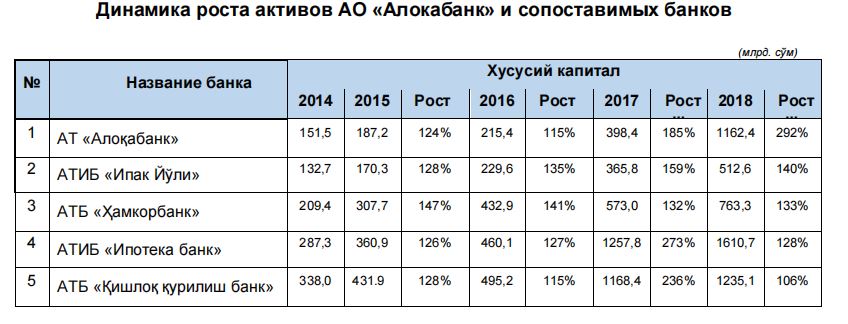 Динамика роста активов АО «Алокабанк» и сопоставимых банков
(млрд. сўм)
№ Название банка Хусусий капитал
2014 2015 Рост 2016 Рост 2017 Рост ... 2018 Рост ...
1 АТ «Алоқабанк» 151,5 187,2 124% 215,4 115% 398,4 185% 1162,4 292%
2 АТИБ «Ипак Йўли» 132,7 170,3 128% 229,6 135% 365,8 159% 512,6 140%
3 АТБ «Ҳамкорбанк» 209,4 307,7 147% 432,9 141% 573,0 132% 763,3 133%
4 АТИБ «Ипотека банк» 287,3 360,9 126% 460,1 127% 1257,8 273% 1610,7 128%
5 АТБ «Қишлоқ қурилиш банк» 338,0 431.9 128% 495,2 115% 1168,4 236% 1235,1 106%